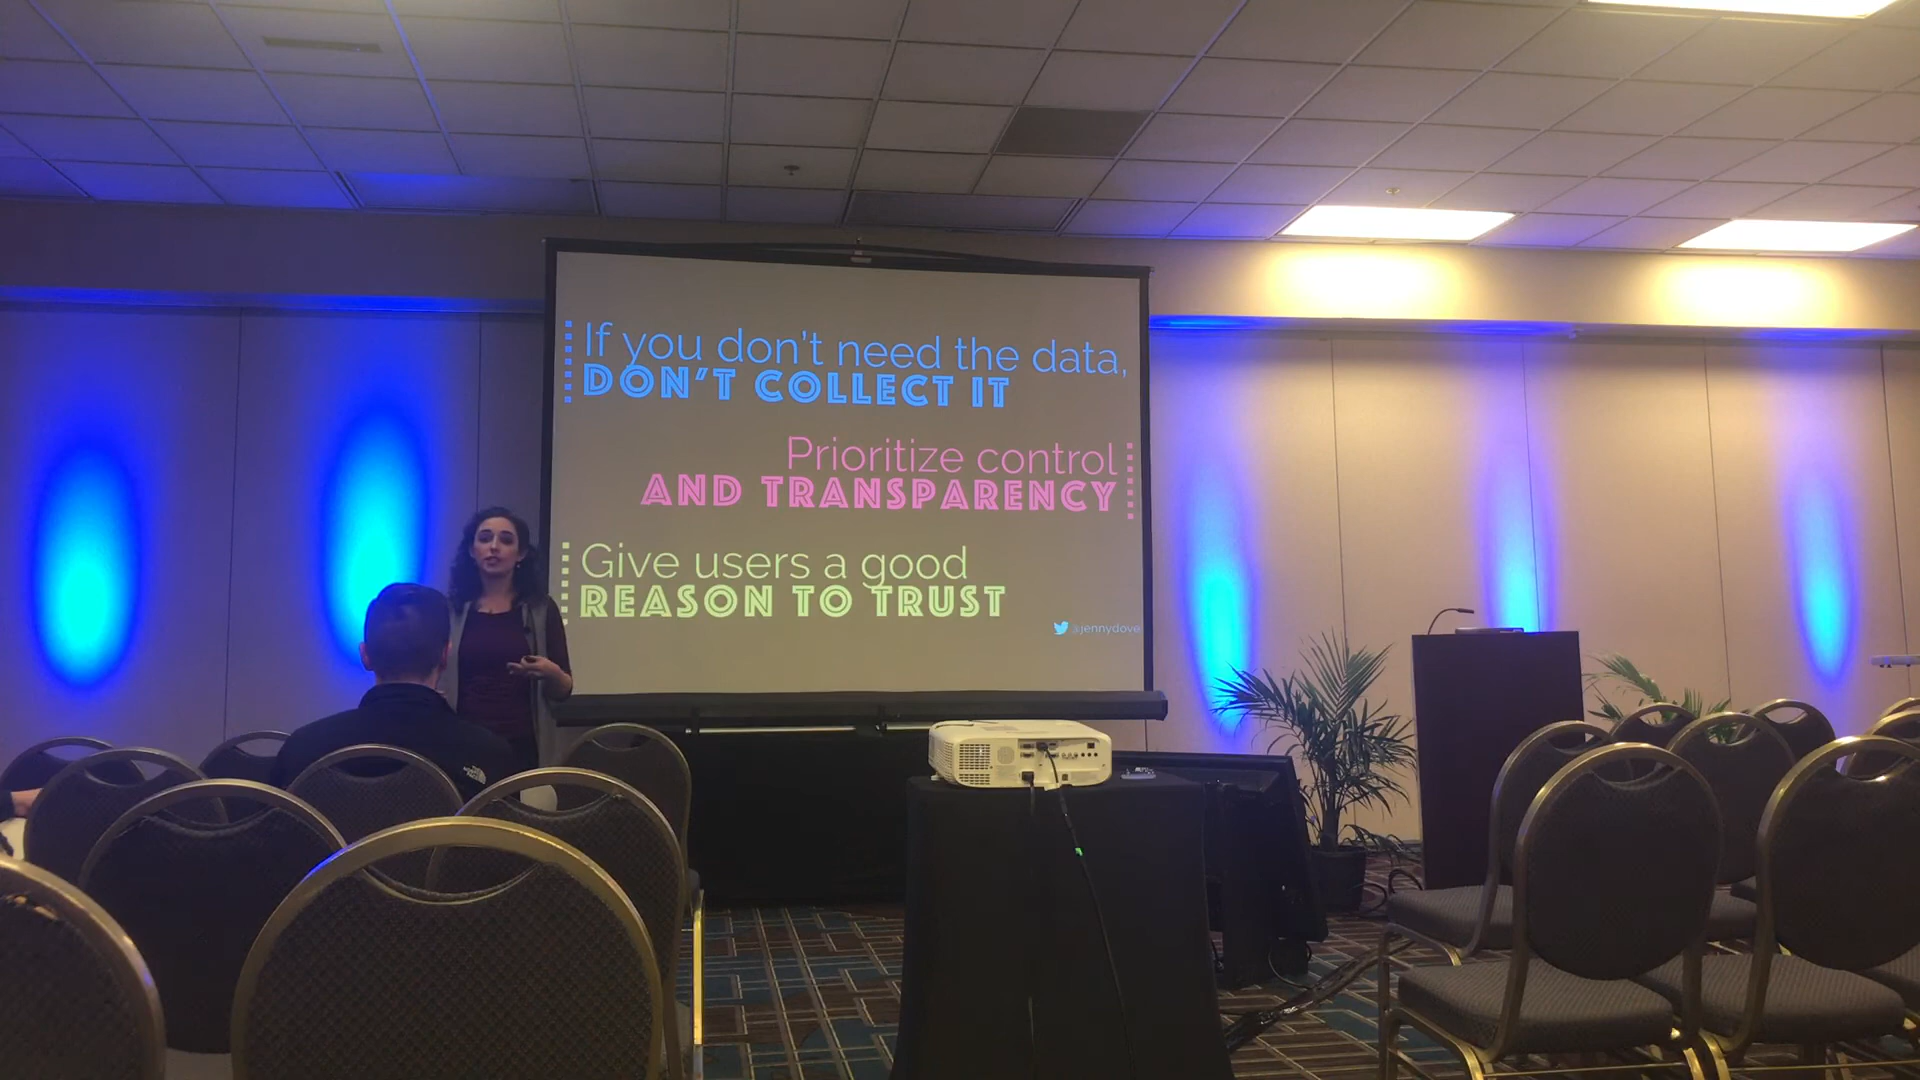 If you don't need the data,
DON'T COLLECT IT
Prioritize control
AND TRANSPARENCY
Give users a good
REASON TO TRUST
@jennydove